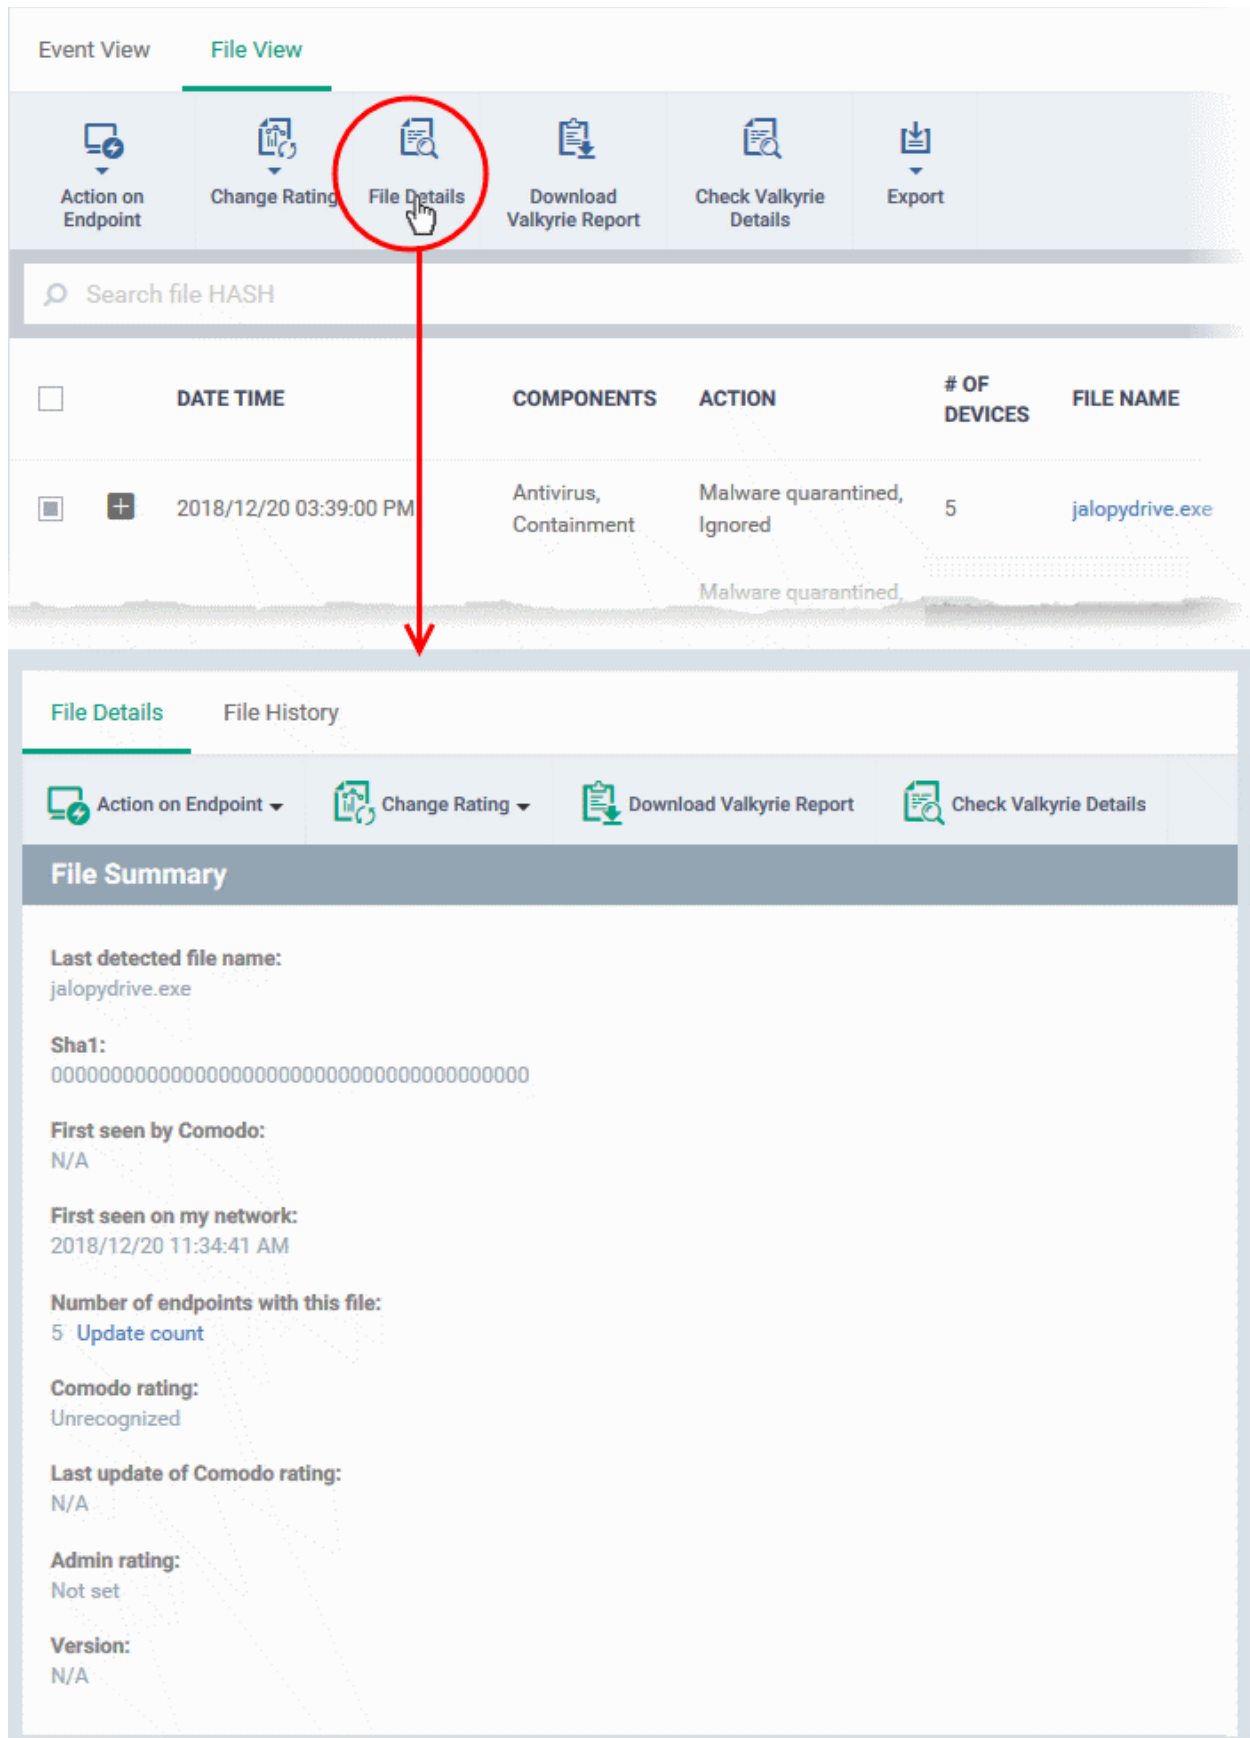 Event View
File View
Action on
Endpoint
Change Rating
File Details
Download
Valkyrie Report
Check Valkyrie
Details
Export
Search file HASH
DATE TIME
COMPONENTS
ACTION
# OF
DEVICES
FILE NAME
2018/12/20 03:39:00 PM
Antivirus,
Containment
Malware quarantined,
Ignored
5
jalopydrive.exe
Malware quarantined,
File Details
File History
Action on Endpoint
Change Rating
Download Valkyrie Report
Check Valkyrie Details
File Summary
Last detected file name:
jalopydrive.exe
Sha1:
0000000000000000000000000000000000000000
First seen by Comodo:
N/A
First seen on my network:
2018/12/20 11:34:41 AM
Number of endpoints with this file:
5 Update count
Comodo rating:
Unrecognized
Last update of Comodo rating:
N/A
Admin rating:
Not set
Version:
N/A